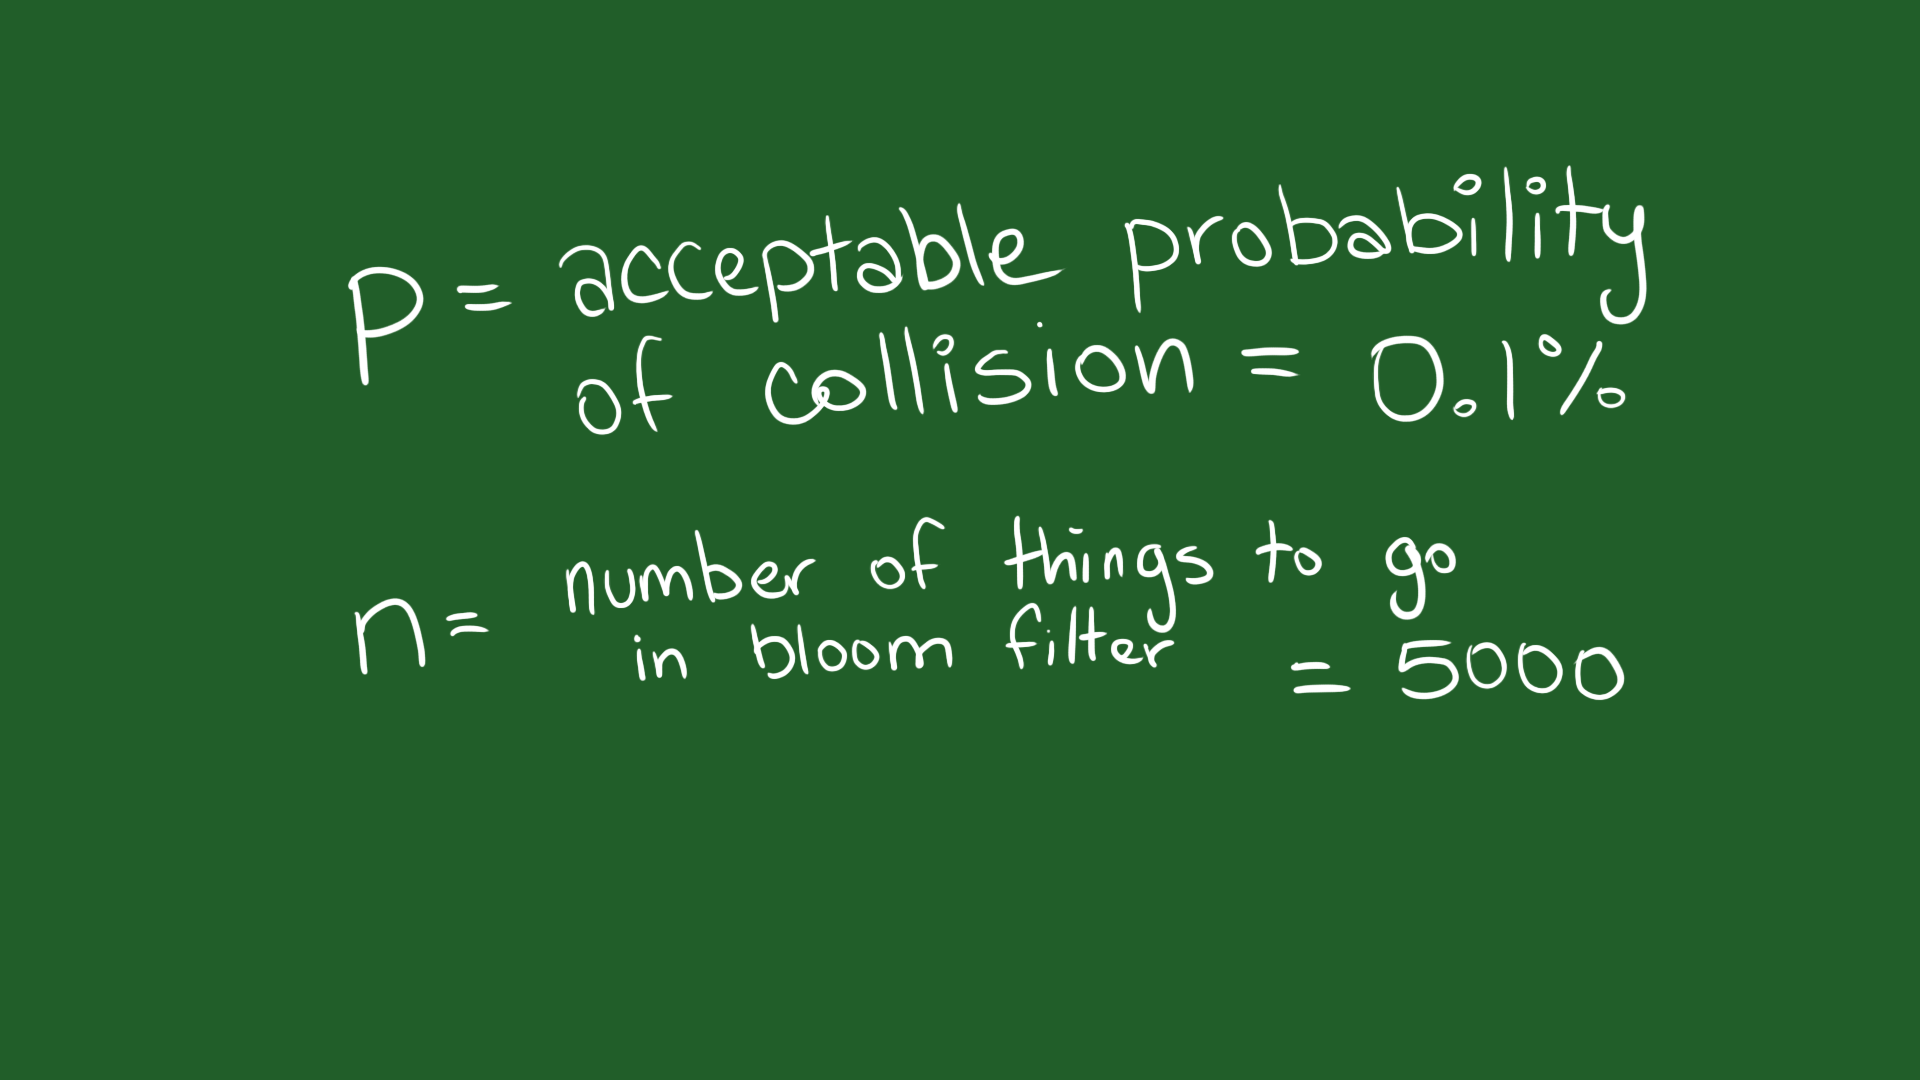 p = acceptable probability
of collision = 0.1%
n = number of things to go
in bloom filter = 5000